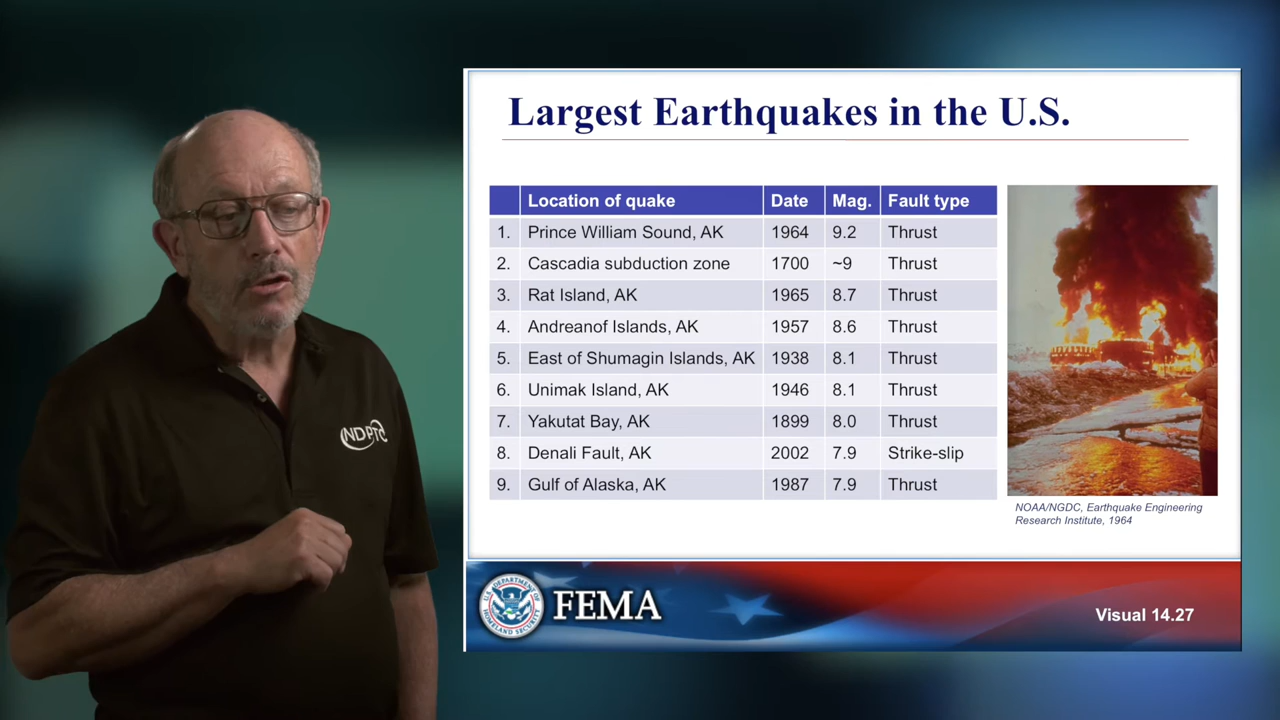 Largest Earthquakes in the U.S.
Location of quake Date Mag. Fault type
1. Prince William Sound, AK 1964 9.2 Thrust
2. Cascadia subduction zone 1700 ~9 Thrust
3. Rat Island, AK 1965 8.7 Thrust
4. Andreanof Islands, AK 1957 8.6 Thrust
5. East of Shumagin Islands, AK 1938 8.1 Thrust
6. Unimak Island, AK 1946 8.1 Thrust
7. Yakutat Bay, AK 1899 8.0 Thrust
8. Denali Fault, AK 2002 7.9 Strike-slip
9. Gulf of Alaska, AK 1987 7.9 Thrust
NOAA/NGDC, Earthquake Engineering
Research Institute, 1964
NDPTC
U.S. DEPARTMENT OF
HOMELAND SECURITY
FEMA
Visual 14.27